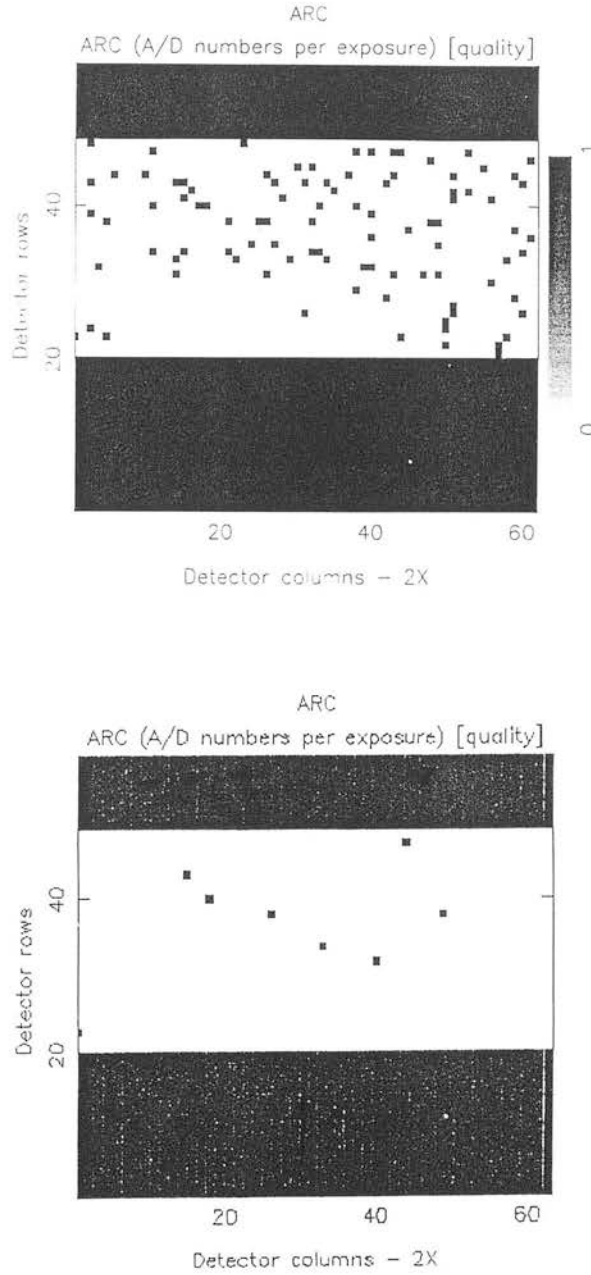 ARC
ARC (A/D numbers per exposure) [quality]
Detector rows
40
20
1
0
20
40
60
Detector columns - 2X
ARC
ARC (A/D numbers per exposure) [quality]
Detector rows
40
20
20
40
60
Detector columns - 2X